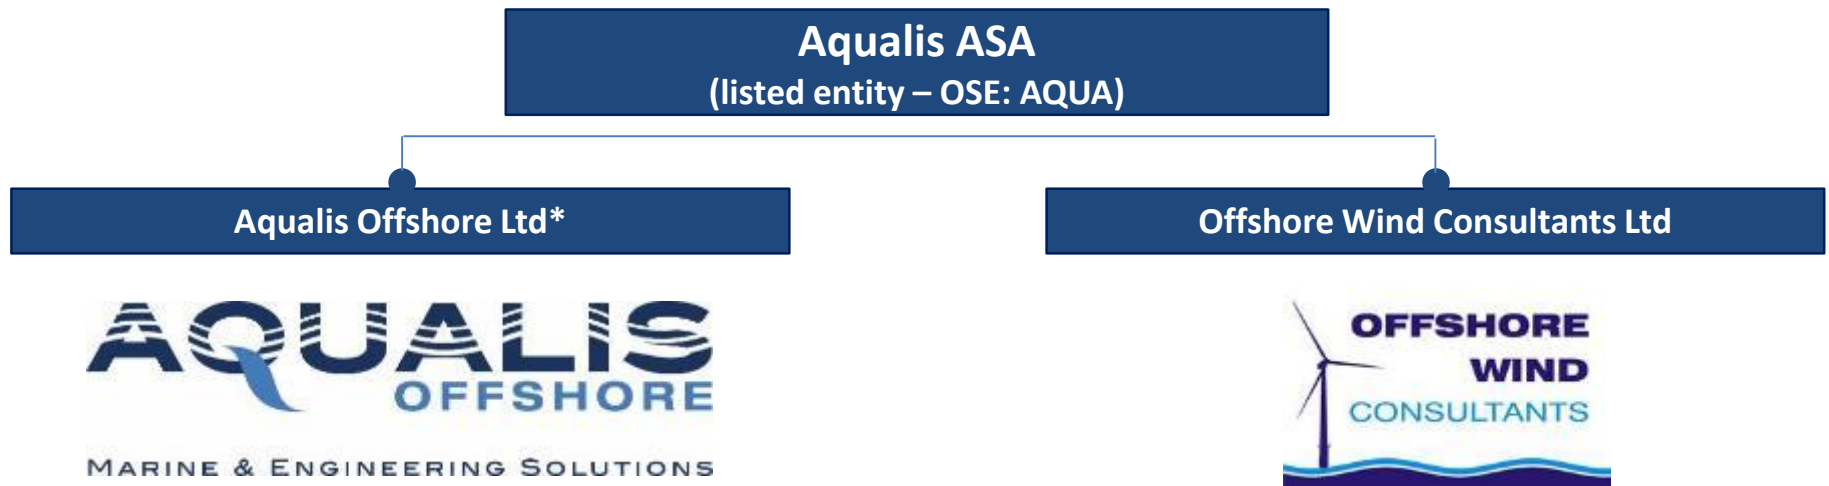 Aqualis ASA
(listed entity – OSE: AQUA)
Aqualis Offshore Ltd*
Offshore Wind Consultants Ltd
AQUALIS
OFFSHORE
MARINE & ENGINEERING SOLUTIONS
OFFSHORE
WIND
CONSULTANTS